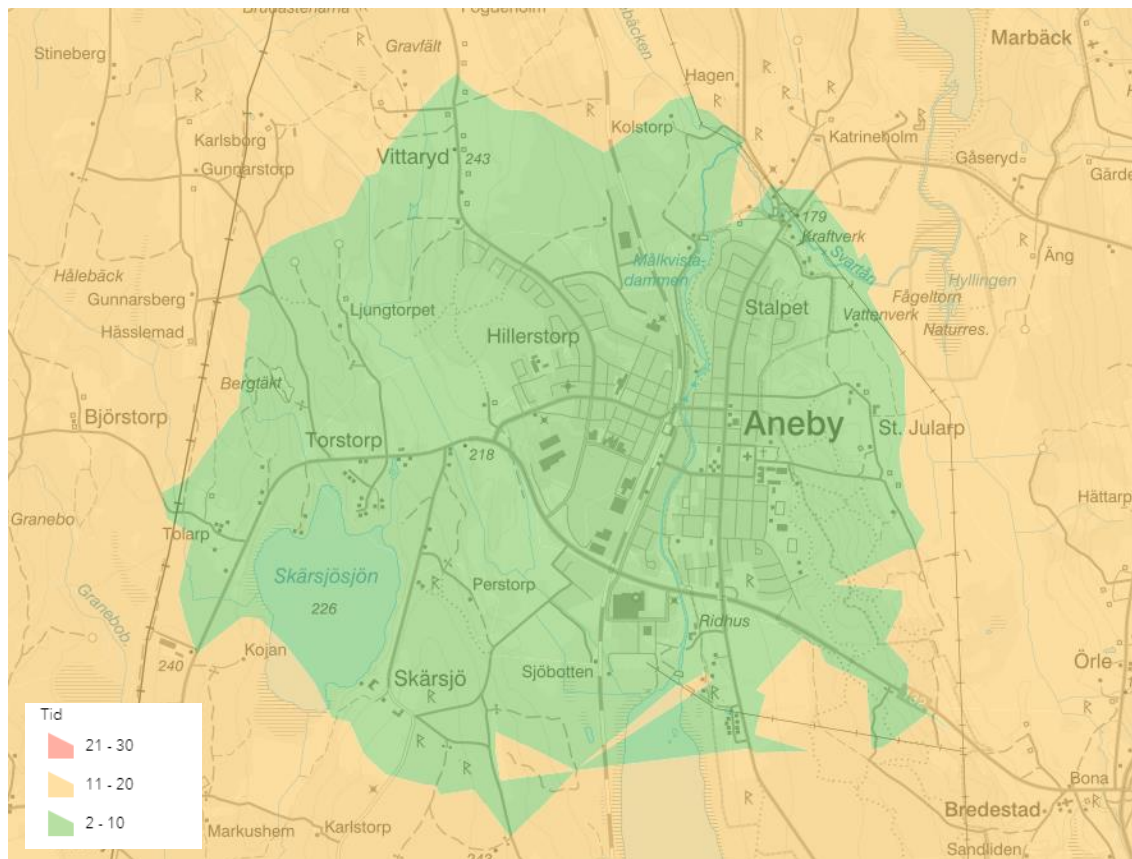 Gravfält
Stineberg
Marbäck
Hagen
Kolstorp
Katrineholm
Karlsborg
Vittaryd
243
Gåseryd
Gunnarstorp
Gärde
179
Kraftverk
Svartån
Målkvista-
dammen
Äng
Hålebäck
Hyllingen
Gunnarsberg
Fågeltorn
Ljungtorpet
Stalpet
Vattenverk
Hässlemad
Hillerstorp
Naturres.
Bergtäkt
Björstorp
Aneby
St. Jularp
Torstorp
218
Hättarp
Granebo
Tolarp
Skärsjösjön
Perstorp
226
Granebob
Ridhus
Kojan
240
Skärsjö
Sjöbotten
Örle
Tid
21 - 30
11 - 20
2 - 10
Bona
Bredestad
Markushem
Karlstorp
243
Sandliden